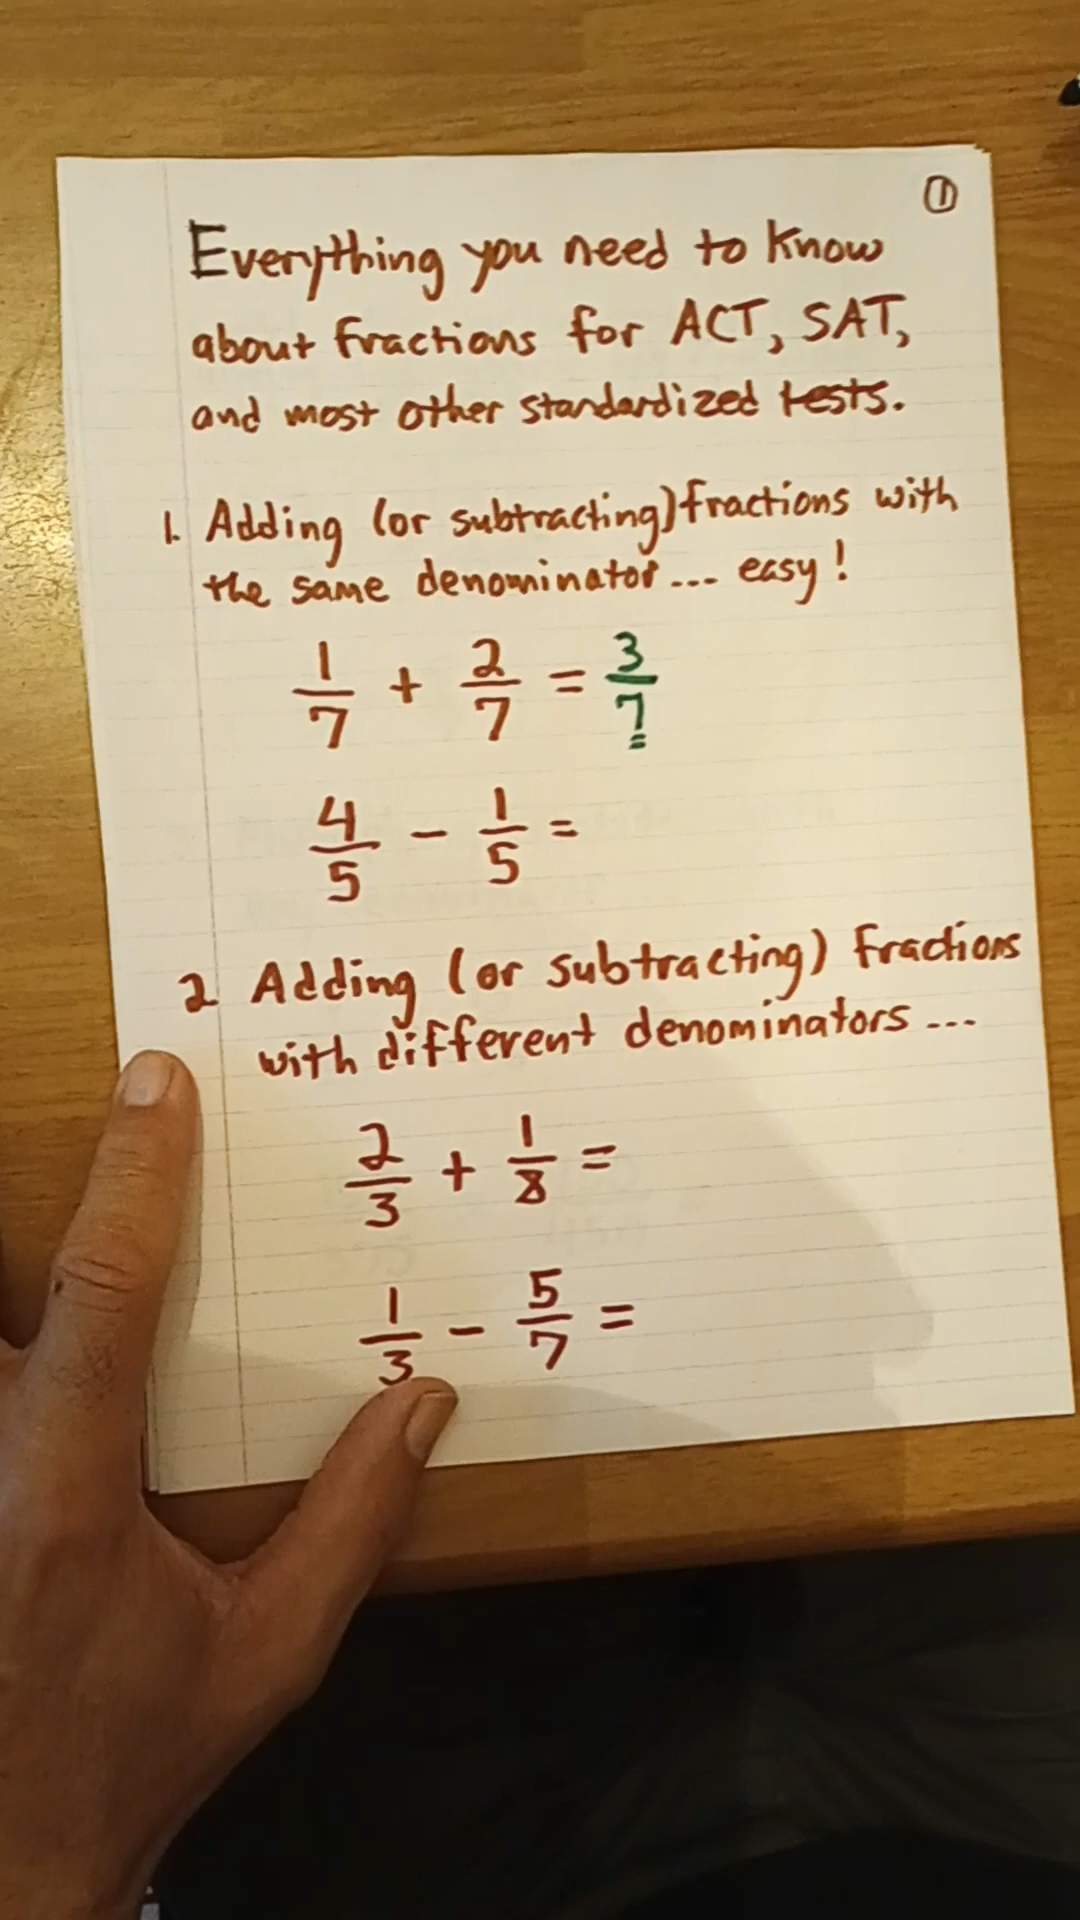 ①
Everything you need to know
about fractions for ACT, SAT,
and most other standardized tests.
1. Adding (or subtracting) fractions with
the same denominator... easy!
1/7 + 2/7 = 3/7
4/5 - 1/5 =
2 Adding (or subtracting) fractions
with different denominators...
2/3 + 1/8 =
1/3 - 5/7 =